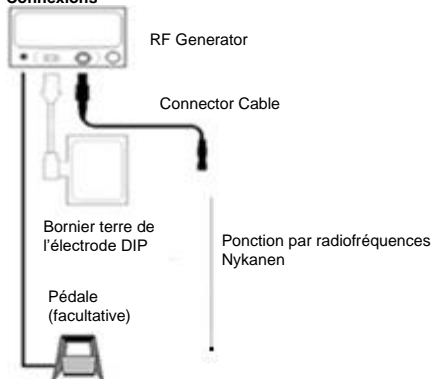 Connexions
RF Generator
Connector Cable
Bornier terre de
l'électrode DIP
Ponction par radiofréquences
Nykanen
Pédale
(facultative)